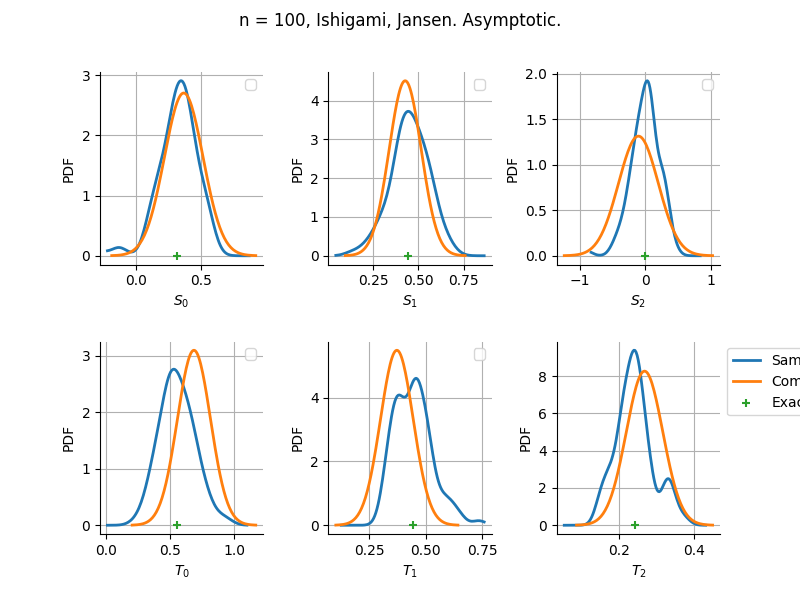 n = 100, Ishigami, Jansen. Asymptotic.
3
2
1
0
PDF
0.0 0.5
S₀
4
3
2
1
0
PDF
0.25 0.50 0.75
S₁
2.0
1.5
1.0
0.5
0.0
PDF
−1 0 1
S₂
3
2
1
0
PDF
0.0 0.5 1.0
T₀
4
2
0
PDF
0.25 0.50 0.75
T₁
8
6
4
2
0
PDF
0.2 0.4
T₂
Sam
Com
Exac